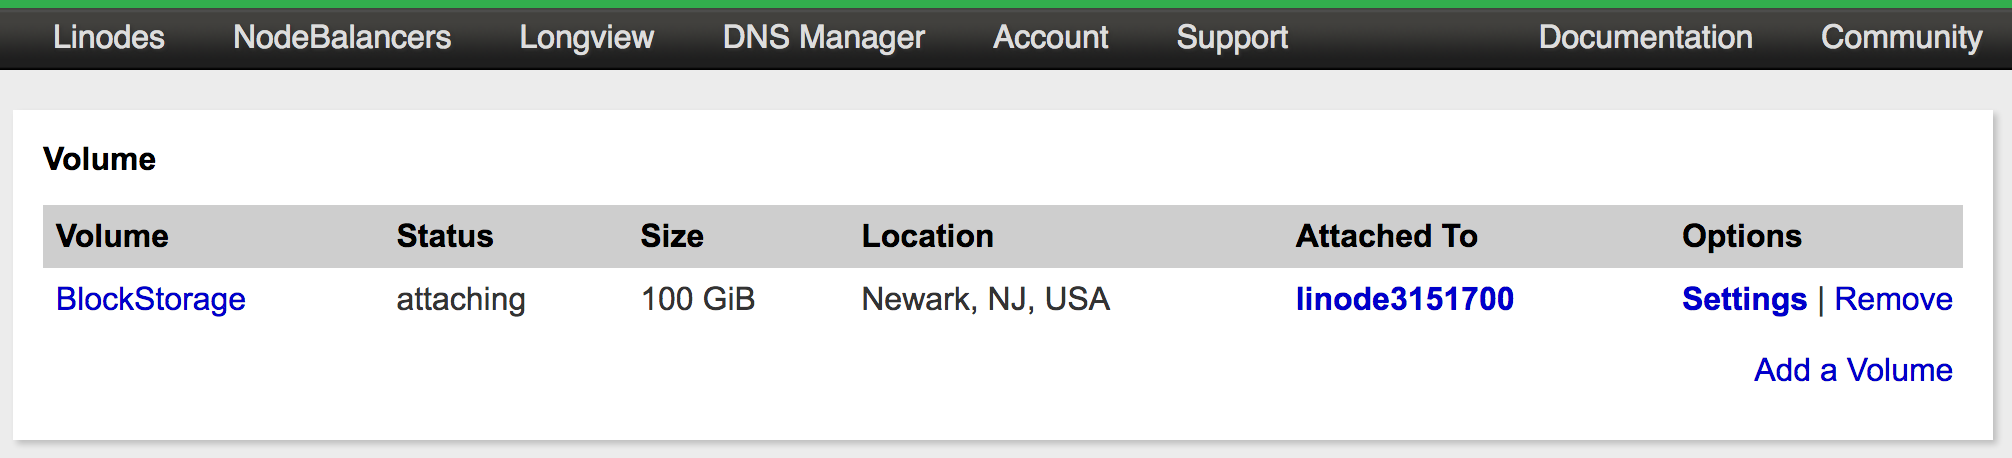 Linodes NodeBalancers Longview DNS Manager Account Support Documentation Community
Volume
Volume Status Size Location Attached To Options
BlockStorage attaching 100 GiB Newark, NJ, USA linode3151700 Settings | Remove
Add a Volume